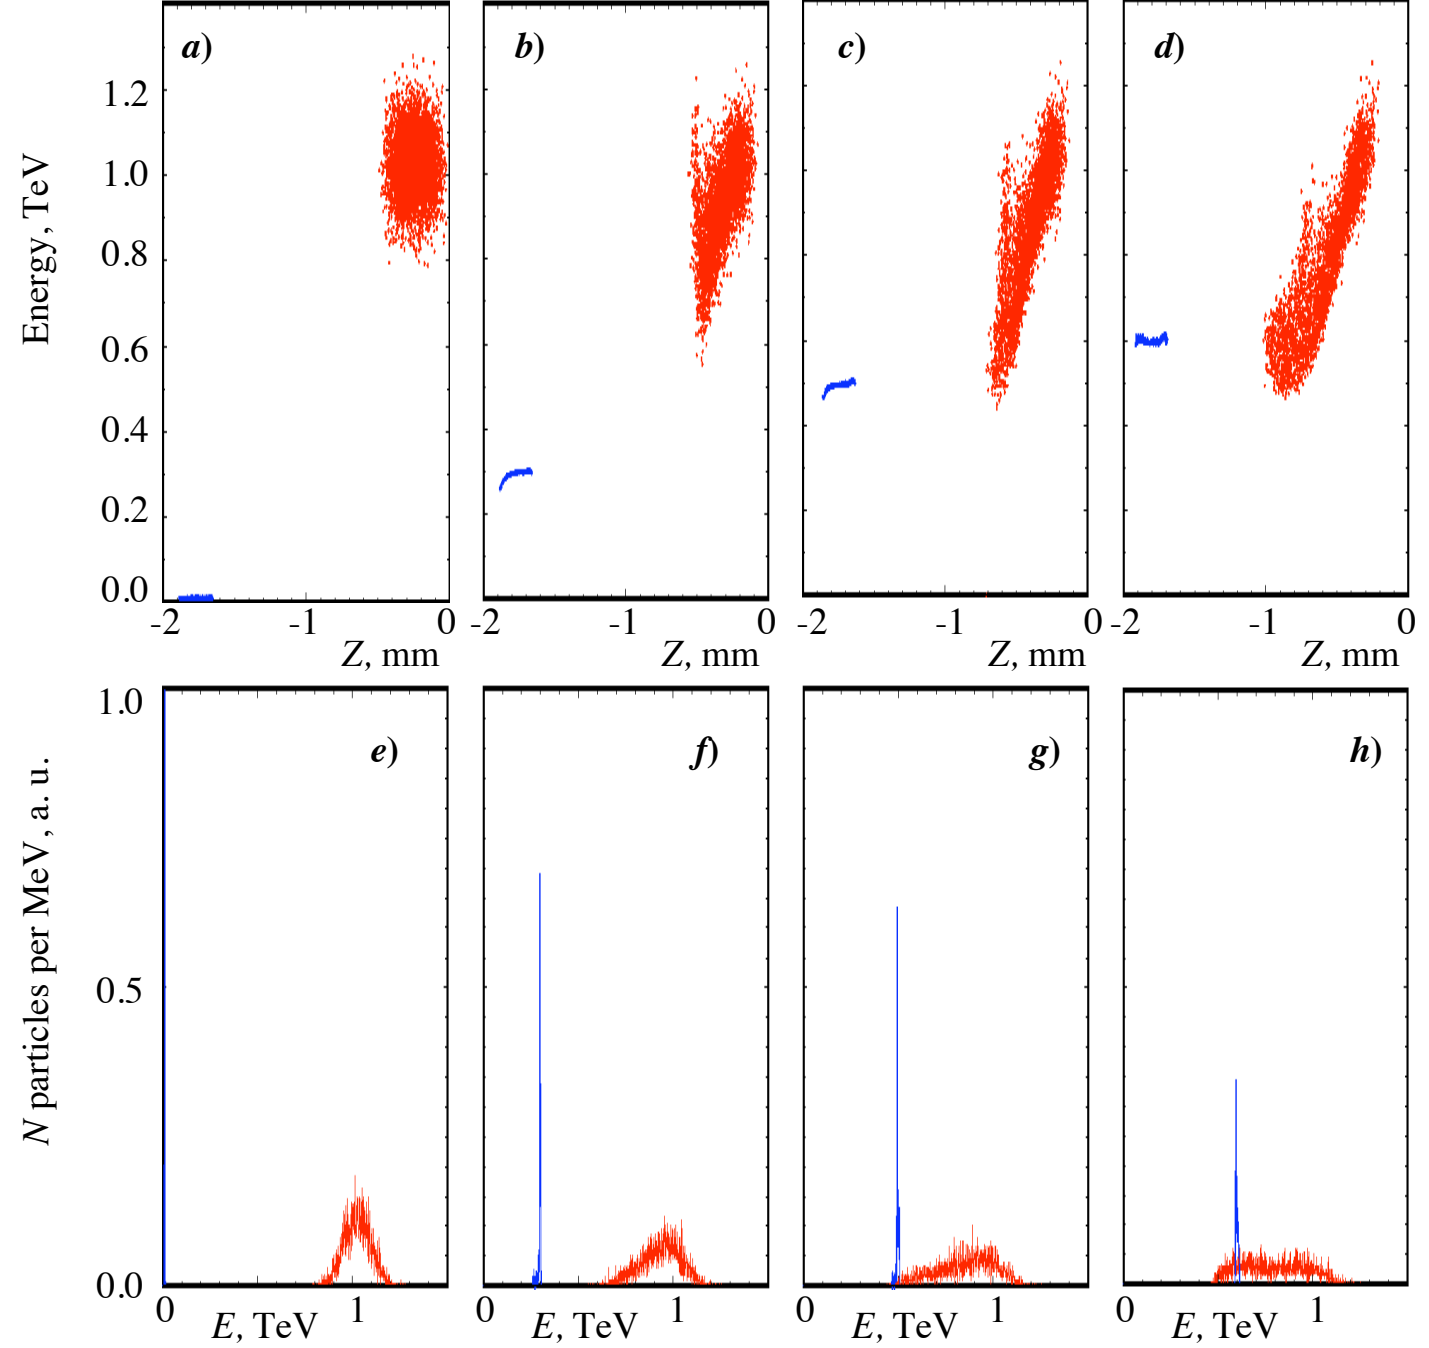 a) b) c) d)
Energy, TeV
1.2
1.0
0.8
0.6
0.4
0.2
0.0
-2 -1 0 -2 -1 0 -2 -1 0 -2 -1 0
Z, mm Z, mm Z, mm Z, mm
N particles per MeV, a. u.
1.0
e) f) g) h)
0.5
0.0
0 1 0 1 0 1 0 1
E, TeV E, TeV E, TeV E, TeV